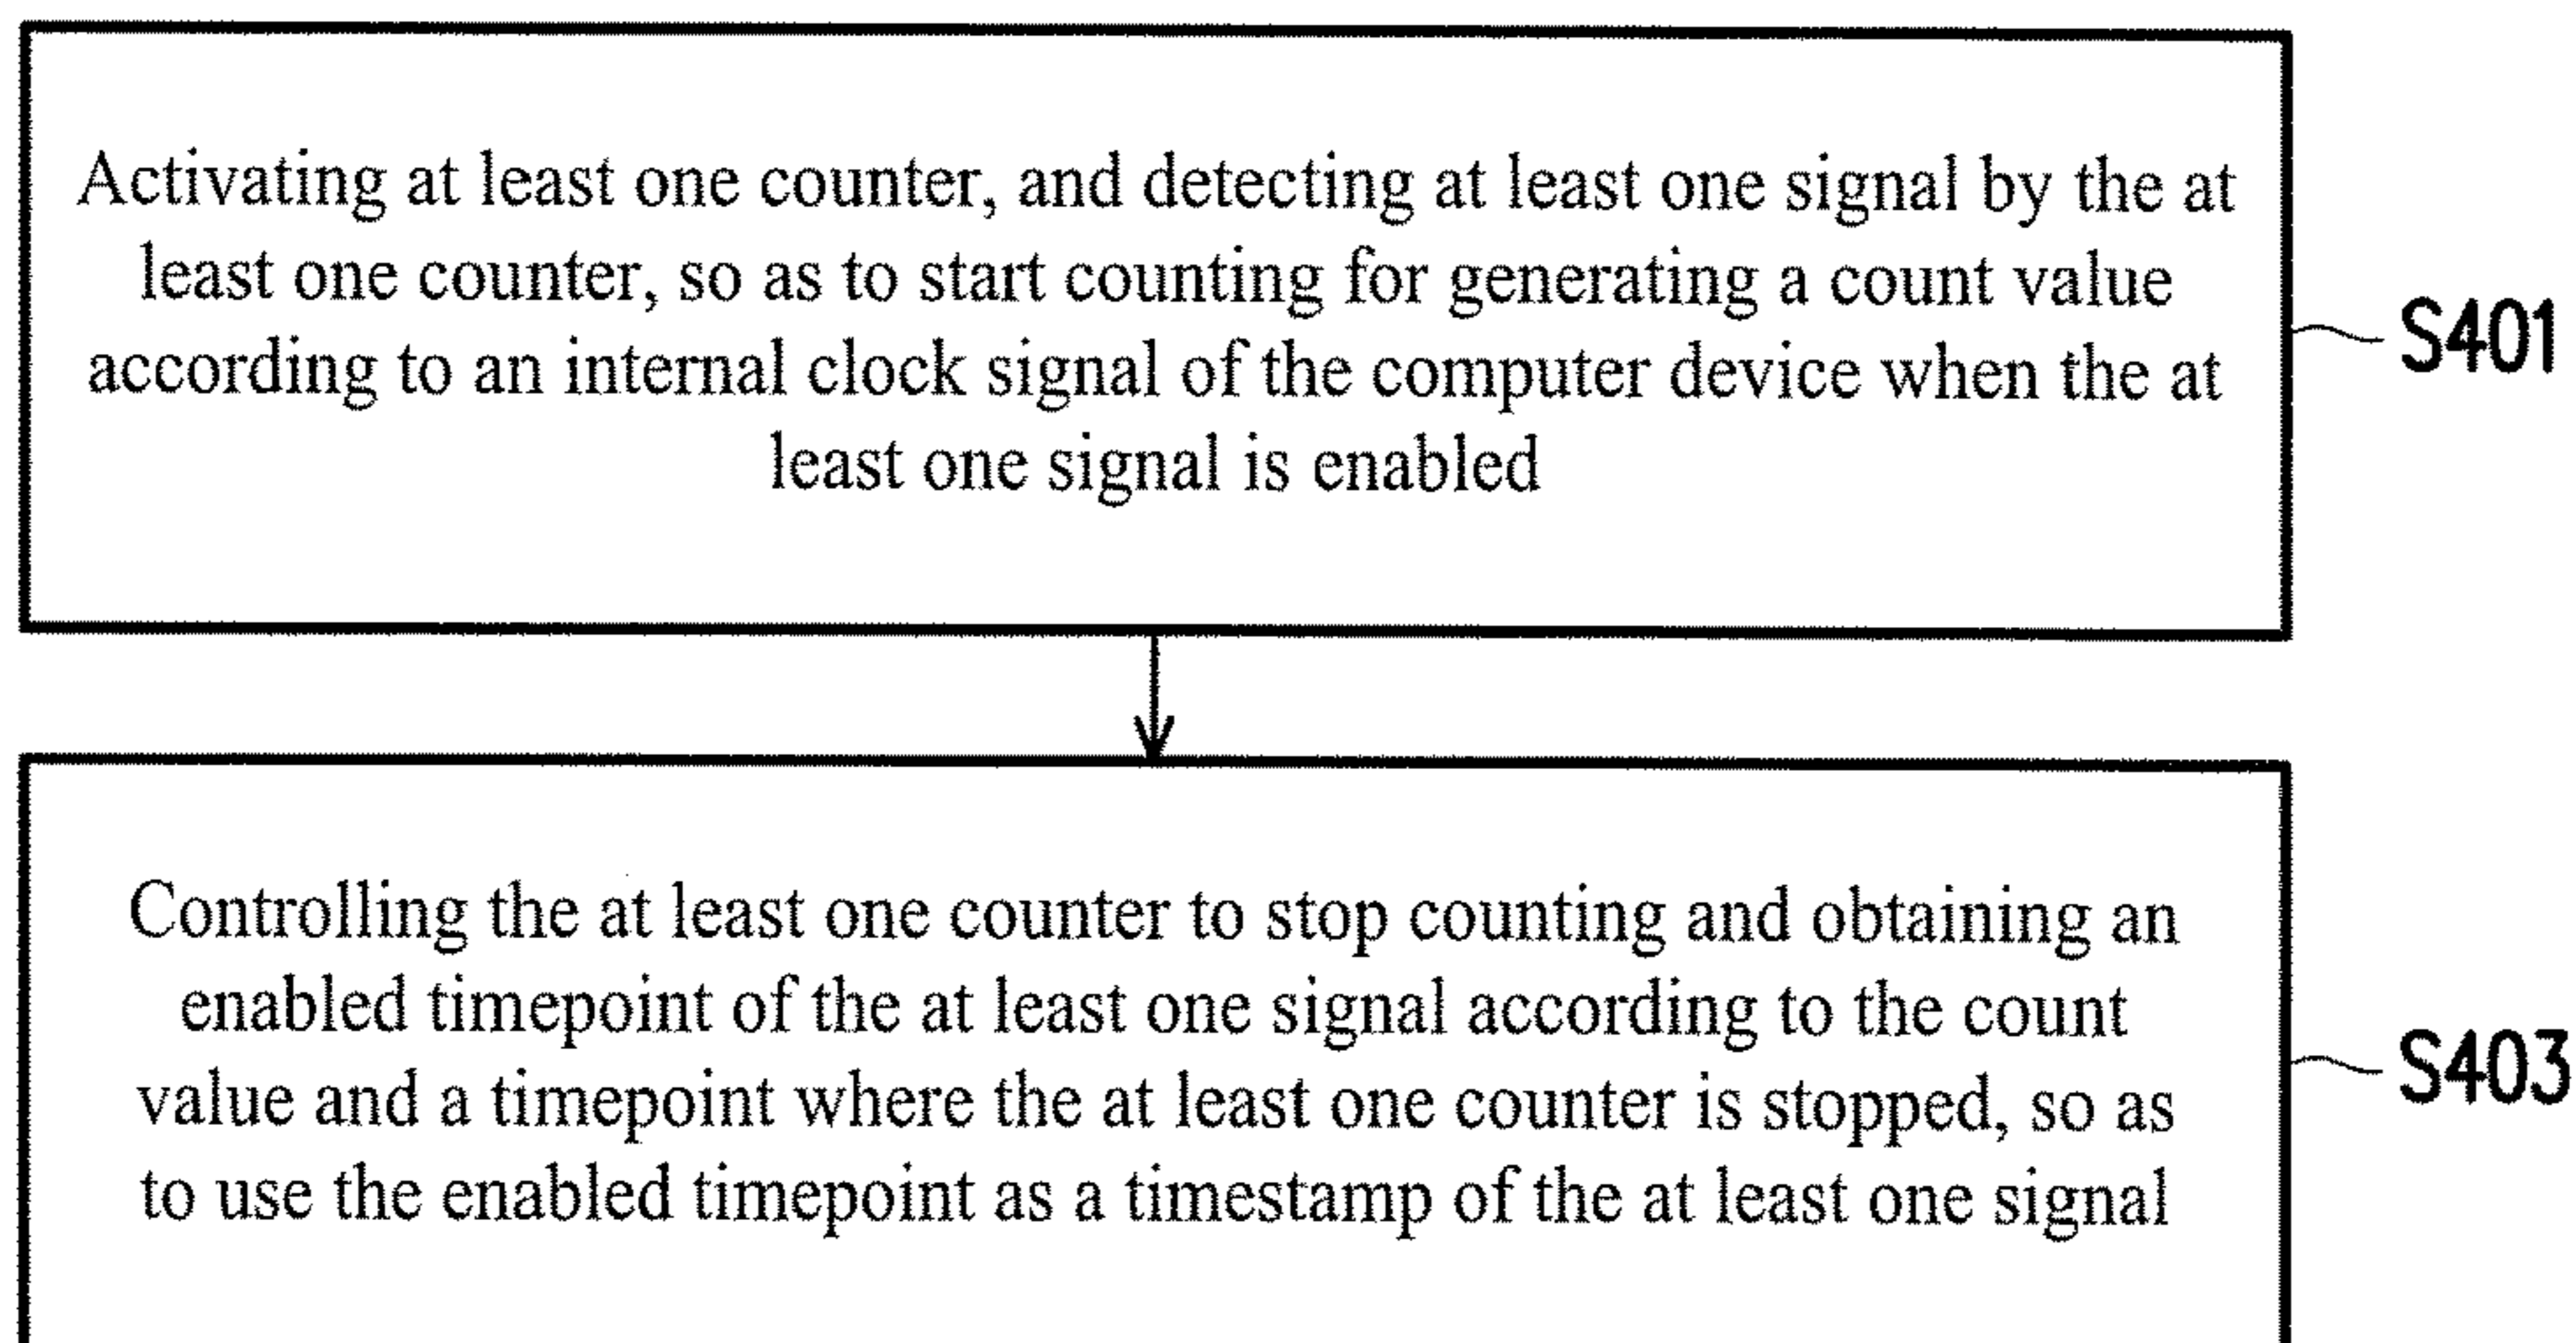 Activating at least one counter, and detecting at least one signal by the at
least one counter, so as to start counting for generating a count value
according to an internal clock signal of the computer device when the at
least one signal is enabled
S401
Controlling the at least one counter to stop counting and obtaining an
enabled timepoint of the at least one signal according to the count
value and a timepoint where the at least one counter is stopped, so as
to use the enabled timepoint as a timestamp of the at least one signal
S403